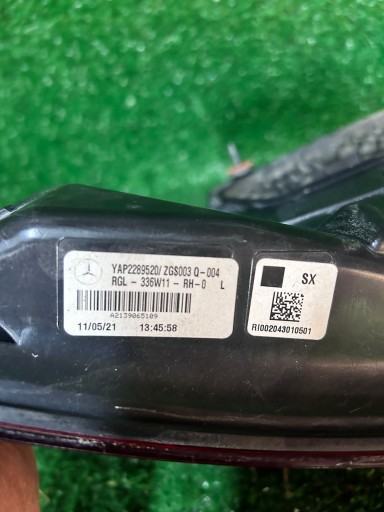 YAP2289520/ ZGS003 Q-004
RGL - 336W11 - RH-0 L
A2139065109
11/05/21 13:45:58
SX
RI002043010501